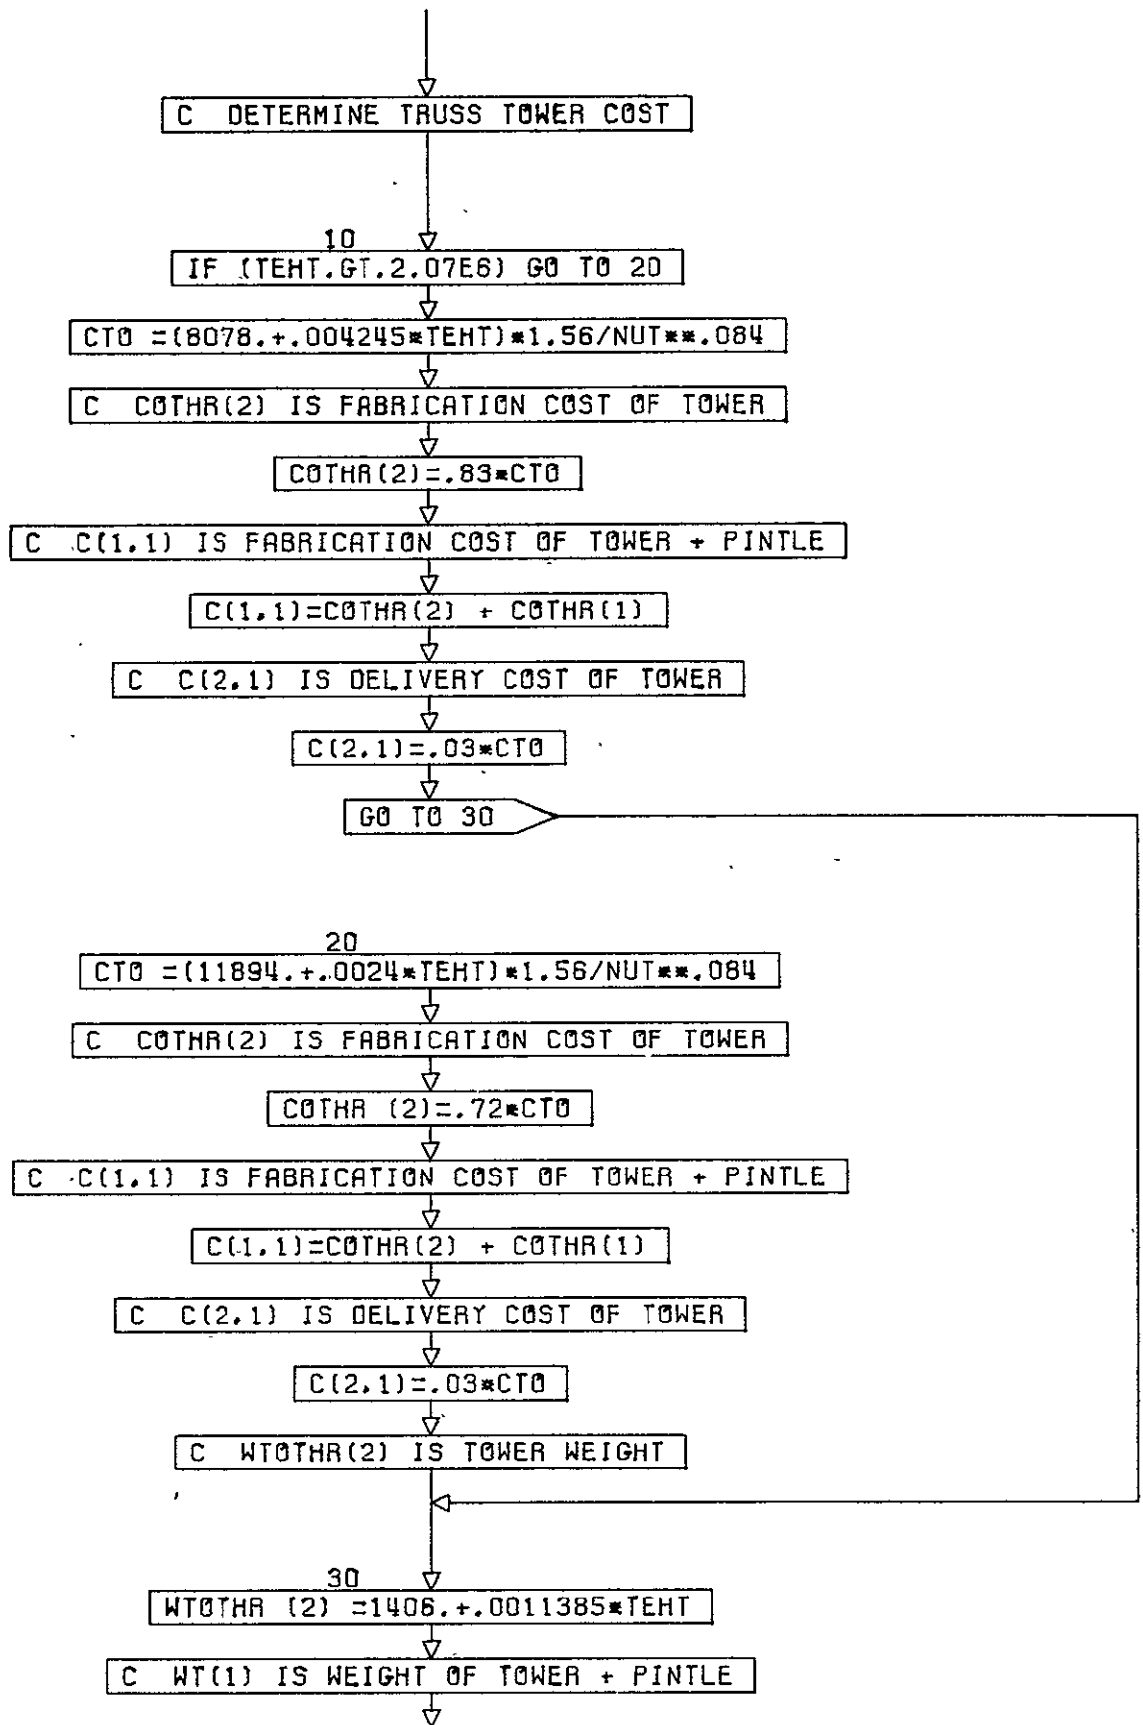 C DETERMINE TRUSS TOWER COST
10
IF (TEHT.GT.2.07E6) GO TO 20
CTO =(8078.+.004245*TEHT)*1.56/NUT**.084
C COTHR(2) IS FABRICATION COST OF TOWER
COTHR(2)=.83*CTO
C C(1,1) IS FABRICATION COST OF TOWER + PINTLE
C(1,1)=COTHR(2) + COTHR(1)
C C(2,1) IS DELIVERY COST OF TOWER
C(2,1)=.03*CTO
GO TO 30
20
CTO =(11894.+.0024*TEHT)*1.56/NUT**.084
C COTHR(2) IS FABRICATION COST OF TOWER
COTHR (2)=.72*CTO
C C(1,1) IS FABRICATION COST OF TOWER + PINTLE
C(1,1)=COTHR(2) + COTHR(1)
C C(2,1) IS DELIVERY COST OF TOWER
C(2,1)=.03*CTO
C WTOTHR(2) IS TOWER WEIGHT
30
WTOTHR (2) =1406.+.0011385*TEHT
C WT(1) IS WEIGHT OF TOWER + PINTLE